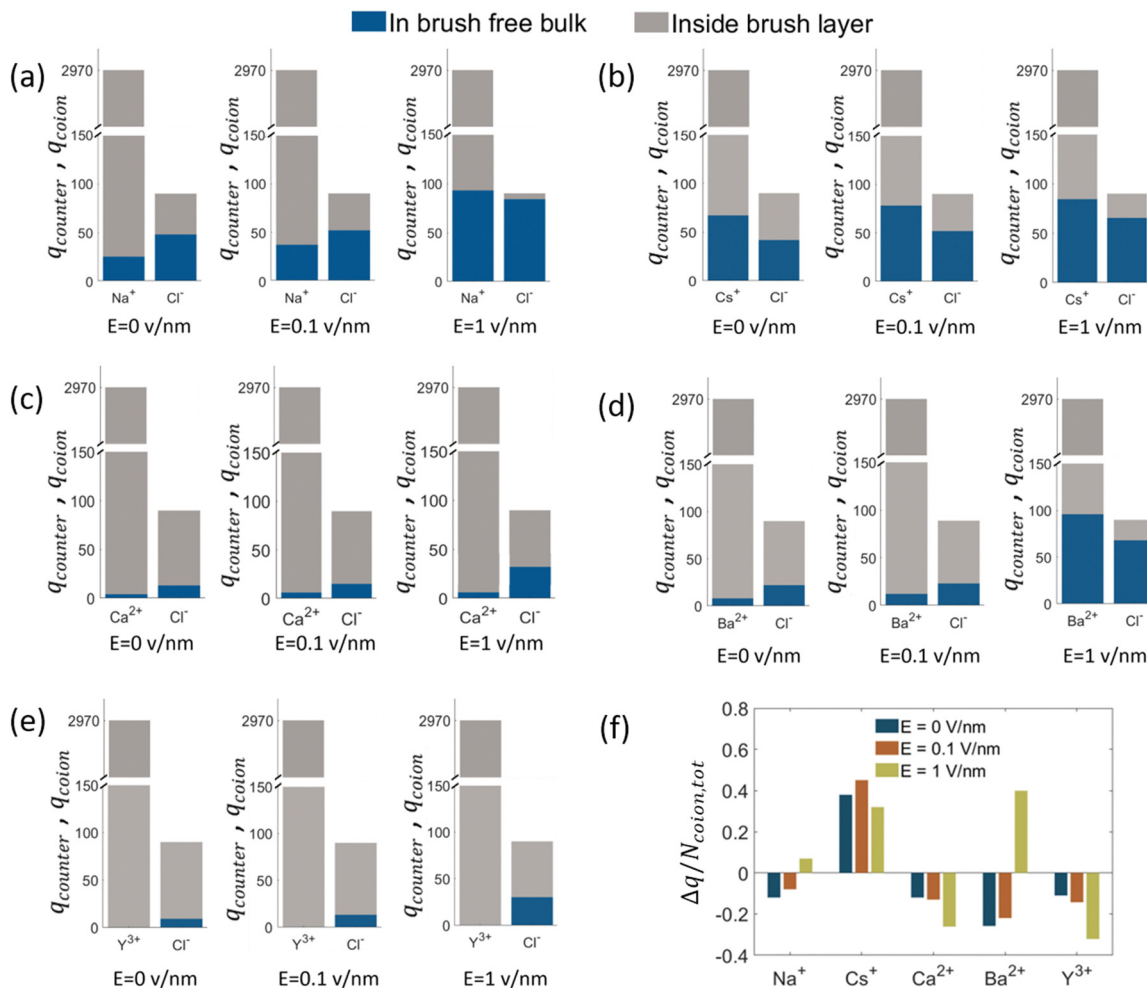 In brush free bulk Inside brush layer
(a)
q_counter , q_coion
2970
150
100
50
0
Na⁺ Cl⁻
E=0 v/nm
q_counter , q_coion
2970
150
100
50
0
Na⁺ Cl⁻
E=0.1 v/nm
q_counter , q_coion
2970
150
100
50
0
Na⁺ Cl⁻
E=1 v/nm
(b)
q_counter , q_coion
2970
150
100
50
0
Cs⁺ Cl⁻
E=0 v/nm
q_counter , q_coion
2970
150
100
50
0
Cs⁺ Cl⁻
E=0.1 v/nm
q_counter , q_coion
2970
150
100
50
0
Cs⁺ Cl⁻
E=1 v/nm
(c)
q_counter , q_coion
2970
150
100
50
0
Ca²⁺ Cl⁻
E=0 v/nm
q_counter , q_coion
2970
150
100
50
0
Ca²⁺ Cl⁻
E=0.1 v/nm
q_counter , q_coion
2970
150
100
50
0
Ca²⁺ Cl⁻
E=1 v/nm
(d)
q_counter , q_coion
2970
150
100
50
0
Ba²⁺ Cl⁻
E=0 v/nm
q_counter , q_coion
2970
150
100
50
0
Ba²⁺ Cl⁻
E=0.1 v/nm
q_counter , q_coion
2970
150
100
50
0
Ba²⁺ Cl⁻
E=1 v/nm
(e)
q_counter , q_coion
2970
150
100
0
Y³⁺ Cl⁻
E=0 v/nm
q_counter , q_coion
2970
150
100
0
Y³⁺ Cl⁻
E=0.1 v/nm
q_counter , q_coion
2970
150
100
0
Y³⁺ Cl⁻
E=1 v/nm
(f)
Δq/N_coion,tot
0.8
0.6
0.4
0.2
0
-0.2
-0.4
E = 0 V/nm
E = 0.1 V/nm
E = 1 V/nm
Na⁺ Cs⁺ Ca²⁺ Ba²⁺ Y³⁺